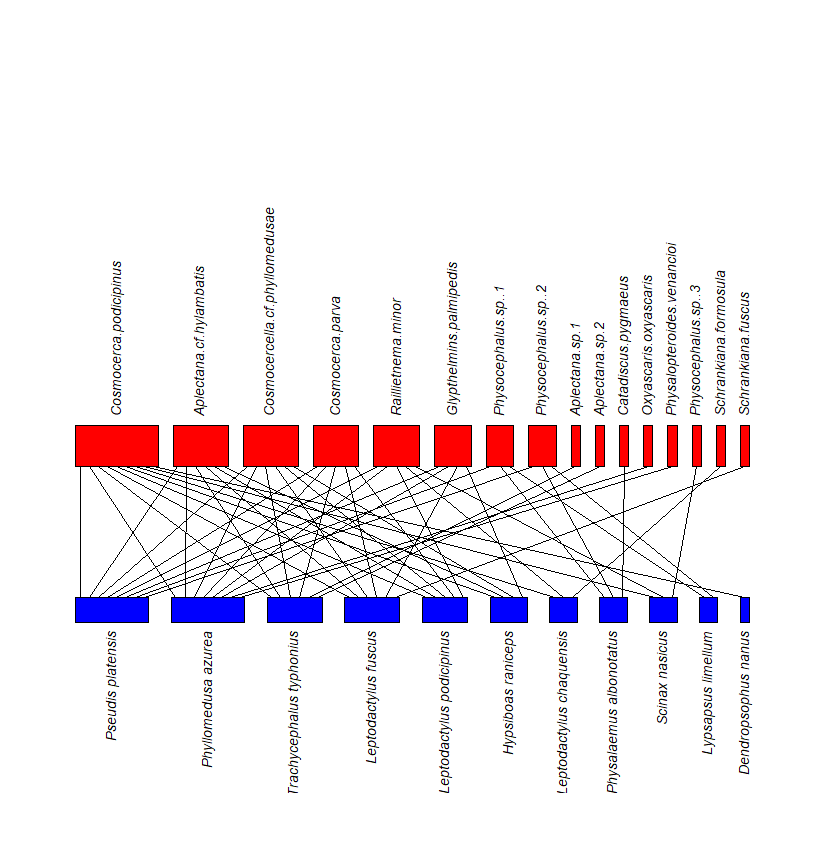 Cosmocerca.podicipinus
Aplectana.cf.hylambatis
Cosmocercella.cf.phyllomedusae
Cosmocerca.parva
Raillietnema.minor
Glypthelmins.palmipedis
Physocephalus.sp..1
Physocephalus.sp..2
Aplectana.sp.1
Aplectana.sp.2
Catadiscus.pygmaeus
Oxyascaris.oxyascaris
Physalopteroides.venancioi
Physocephalus.sp..3
Schrankiana.formosula
Schrankiana.fuscus
Pseudis platensis
Phyllomedusa azurea
Trachycephalus typhonius
Leptodactylus fuscus
Leptodactylus podicipinus
Hypsiboas raniceps
Leptodactylus chaquensis
Physalaemus albonotatus
Scinax nasicus
Lypsapsus limellum
Dendropsophus nanus